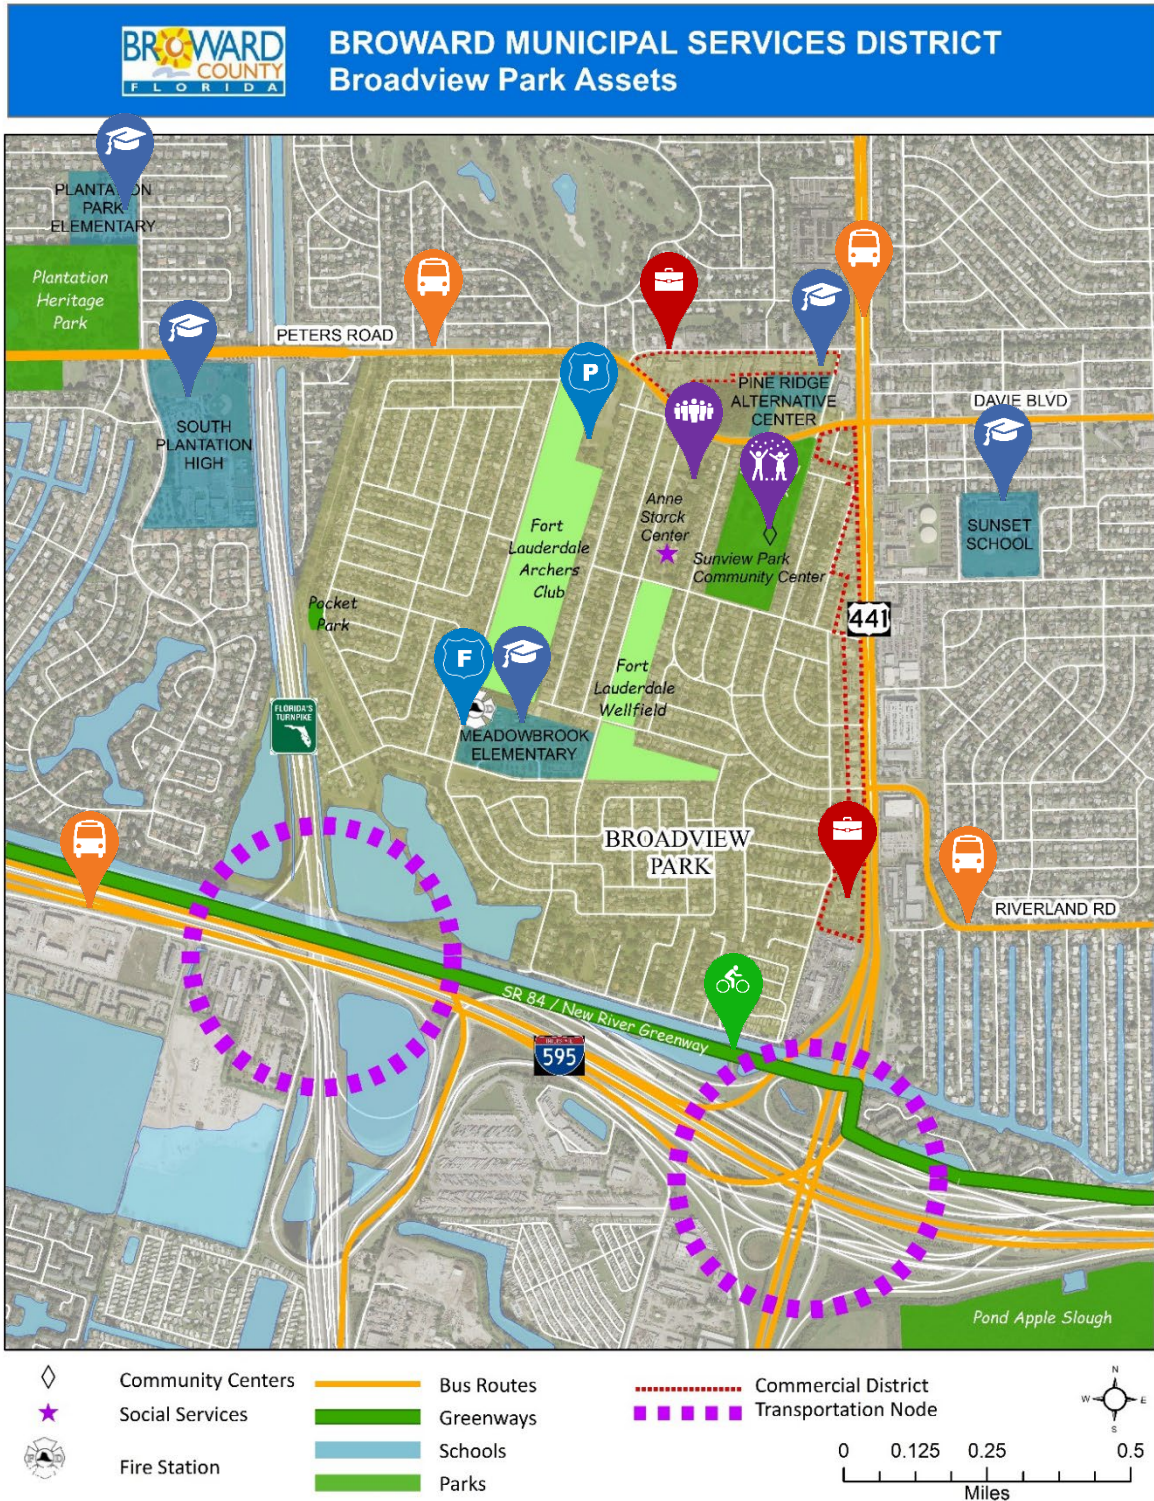 BROWARD
COUNTY
FLORIDA
BROWARD MUNICIPAL SERVICES DISTRICT
Broadview Park Assets
PLANTATION
PARK
ELEMENTARY
Plantation
Heritage
Park
PETERS ROAD
P
PINE RIDGE
ALTERNATIVE
CENTER
DAVIE BLVD
SOUTH
PLANTATION
HIGH
Anne
Storck
Center
Fort
Lauderdale
Archers
Club
SUNSET
SCHOOL
Sunview Park
Community Center
Pocket
Park
441
F
Fort
Lauderdale
Wellfield
FLORIDA'S
TURNPIKE
MEADOWBROOK
ELEMENTARY
BROADVIEW
PARK
RIVERLAND RD
SR 84 / New River Greenway
595
Pond Apple Slough
Community Centers
Social Services
Fire Station
Bus Routes
Greenways
Schools
Parks
Commercial District
Transportation Node
N
W E
S
0 0.125 0.25 0.5
Miles